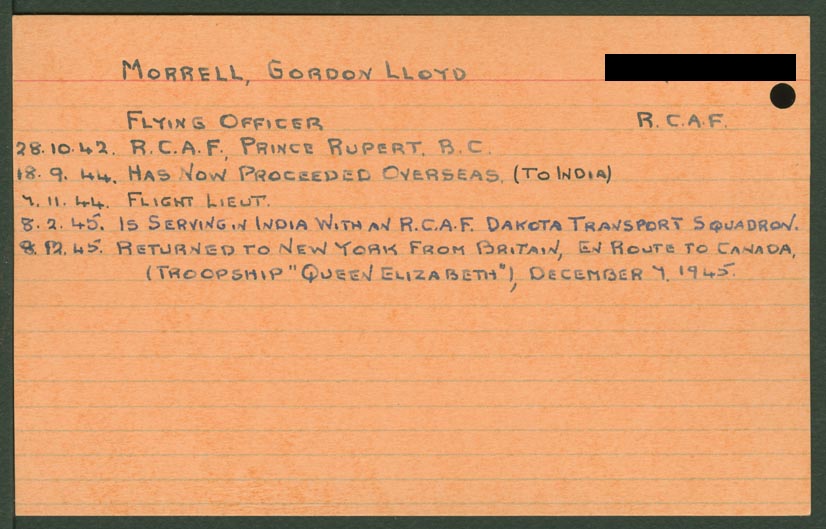 MORRELL, GORDON LLOYD
FLYING OFFICER R.C.A.F.
28.10.42. R.C.A.F., PRINCE RUPERT, B.C.
18.9.44. HAS NOW PROCEEDED OVERSEAS. (TO INDIA)
7.11.44. FLIGHT LIEUT.
8.2.45. IS SERVING IN INDIA WITH AN R.C.A.F. DAKOTA TRANSPORT SQUADRON.
8.12.45. RETURNED TO NEW YORK FROM BRITAIN, EN ROUTE TO CANADA,
(TROOPSHIP "QUEEN ELIZABETH"), DECEMBER 7, 1945.